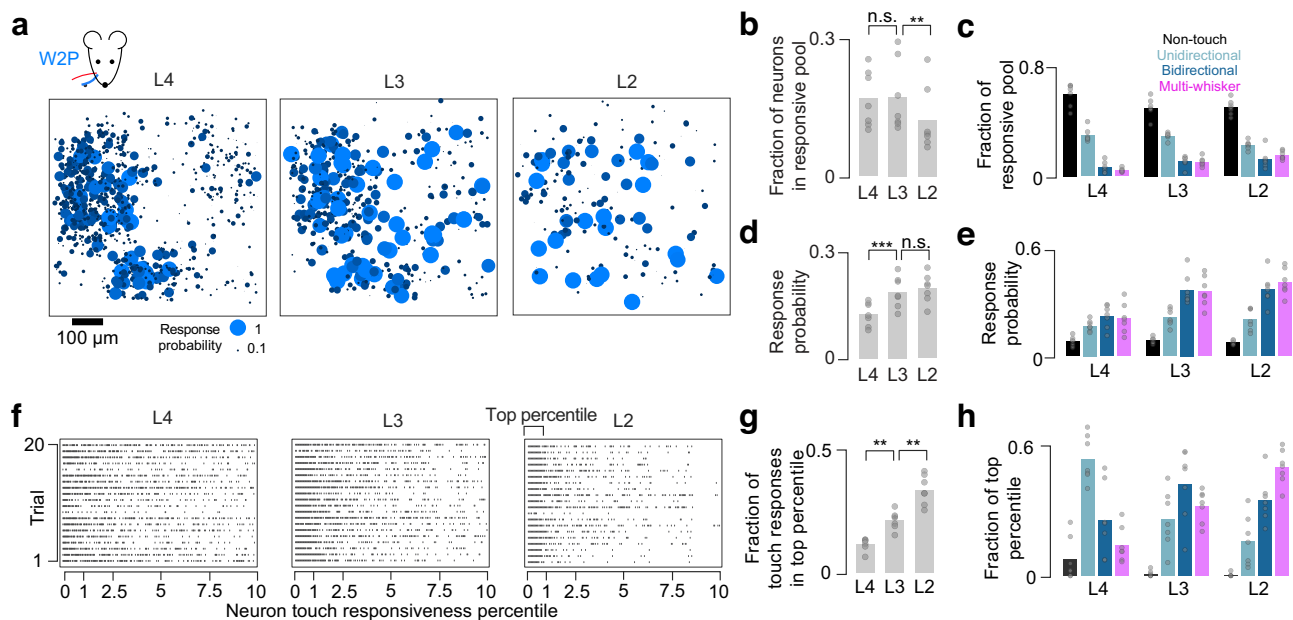 a
W2P
L4
L3
L2
100 µm
Response
probability
1
0.1
b
n.s.
**
0.3
0
Fraction of neurons
in responsive pool
L4
L3
L2
c
Non-touch
Unidirectional
Bidirectional
Multi-whisker
0.8
0
Fraction of
responsive pool
L4
L3
L2
d
***
n.s.
0.3
0
Response
probability
L4
L3
L2
e
0.6
0
Response
probability
L4
L3
L2
f
L4
L3
Top percentile
L2
20
Trial
1
0 1 2.5 5 7.5 10
0 1 2.5 5 7.5 10
0 1 2.5 5 7.5 10
Neuron touch responsiveness percentile
g
**
**
0.5
0
Fraction of
touch responses
in top percentile
L4
L3
L2
h
0.6
0
Fraction of top
percentile
L4
L3
L2